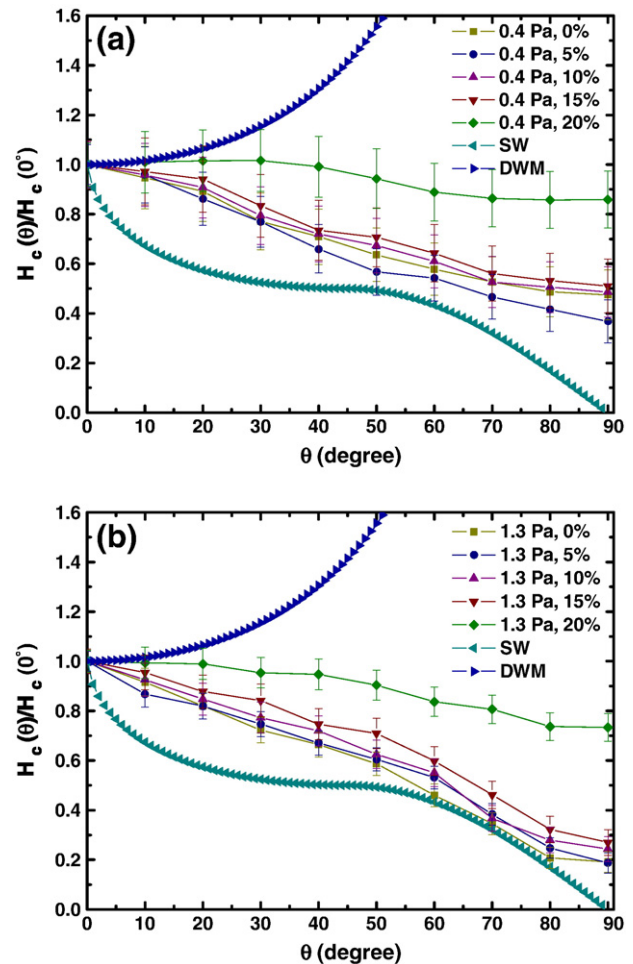 (a)
1.6
1.4
1.2
1.0
0.8
0.6
0.4
0.2
0.0
H_c(θ)/H_c(0°)
0.4 Pa, 0%
0.4 Pa, 5%
0.4 Pa, 10%
0.4 Pa, 15%
0.4 Pa, 20%
SW
DWM
0 10 20 30 40 50 60 70 80 90
θ (degree)
(b)
1.6
1.4
1.2
1.0
0.8
0.6
0.4
0.2
0.0
H_c(θ)/H_c(0°)
1.3 Pa, 0%
1.3 Pa, 5%
1.3 Pa, 10%
1.3 Pa, 15%
1.3 Pa, 20%
SW
DWM
0 10 20 30 40 50 60 70 80 90
θ (degree)